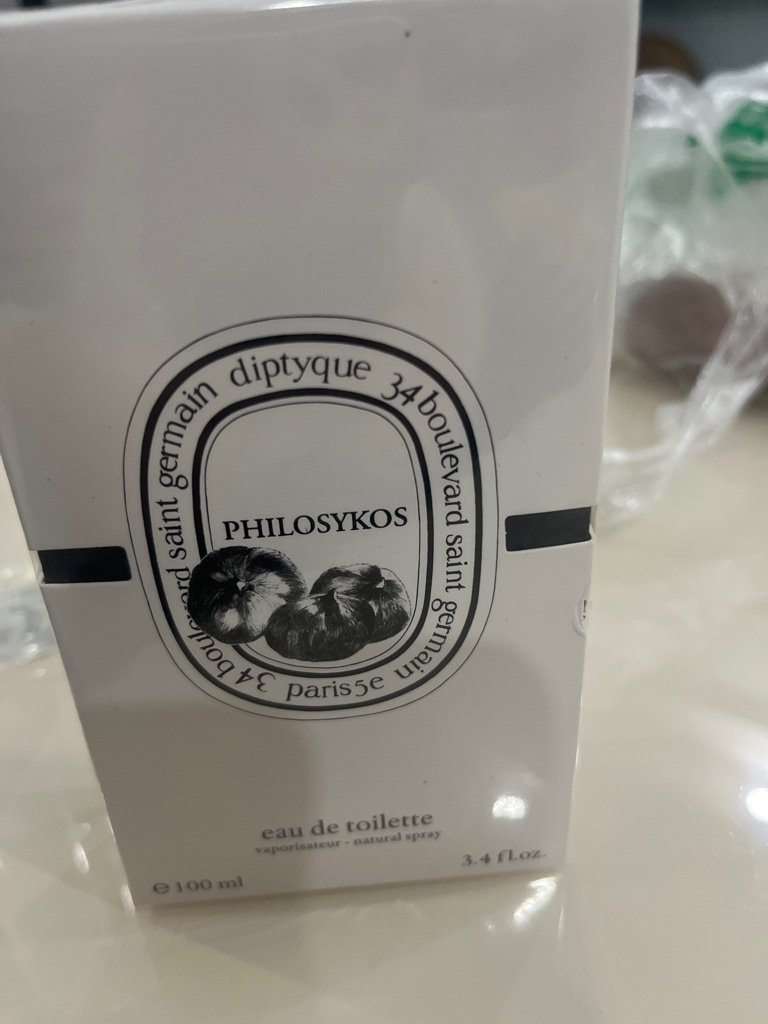 diptyque 34 boulevard saint germain paris 5e 34 boulevard saint germain
PHILOSYKOS
eau de toilette
vaporisateur - natural spray
3.4 fl.oz.
e 100 ml